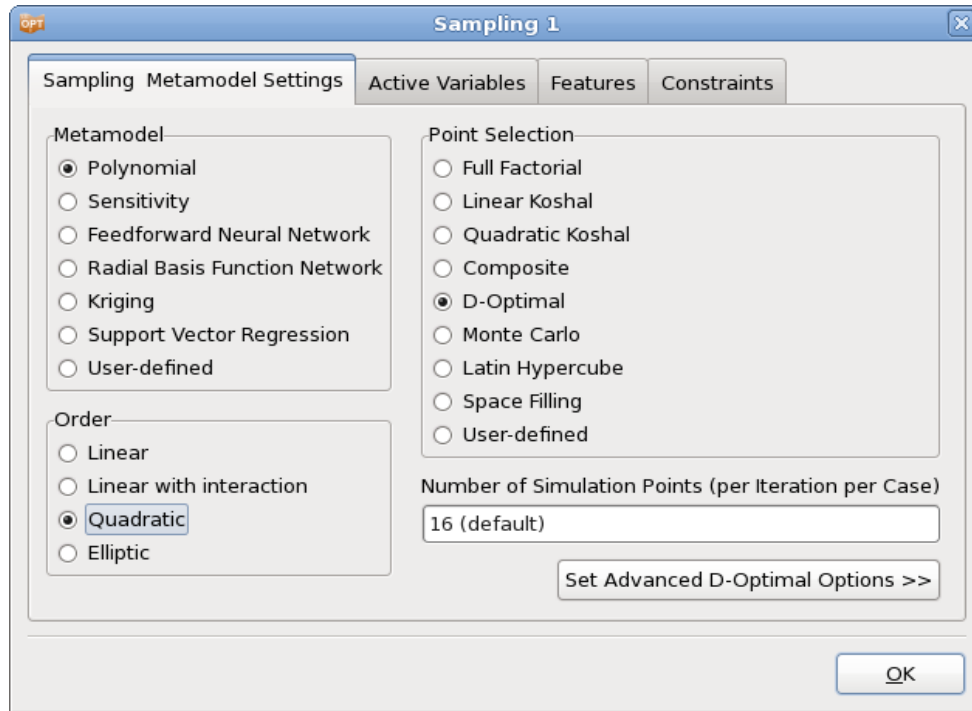 OPT
Sampling 1
Sampling Metamodel Settings
Active Variables
Features
Constraints
Metamodel
Polynomial
Sensitivity
Feedforward Neural Network
Radial Basis Function Network
Kriging
Support Vector Regression
User-defined
Order
Linear
Linear with interaction
Quadratic
Elliptic
Point Selection
Full Factorial
Linear Koshal
Quadratic Koshal
Composite
D-Optimal
Monte Carlo
Latin Hypercube
Space Filling
User-defined
Number of Simulation Points (per Iteration per Case)
16 (default)
Set Advanced D-Optimal Options >>
OK